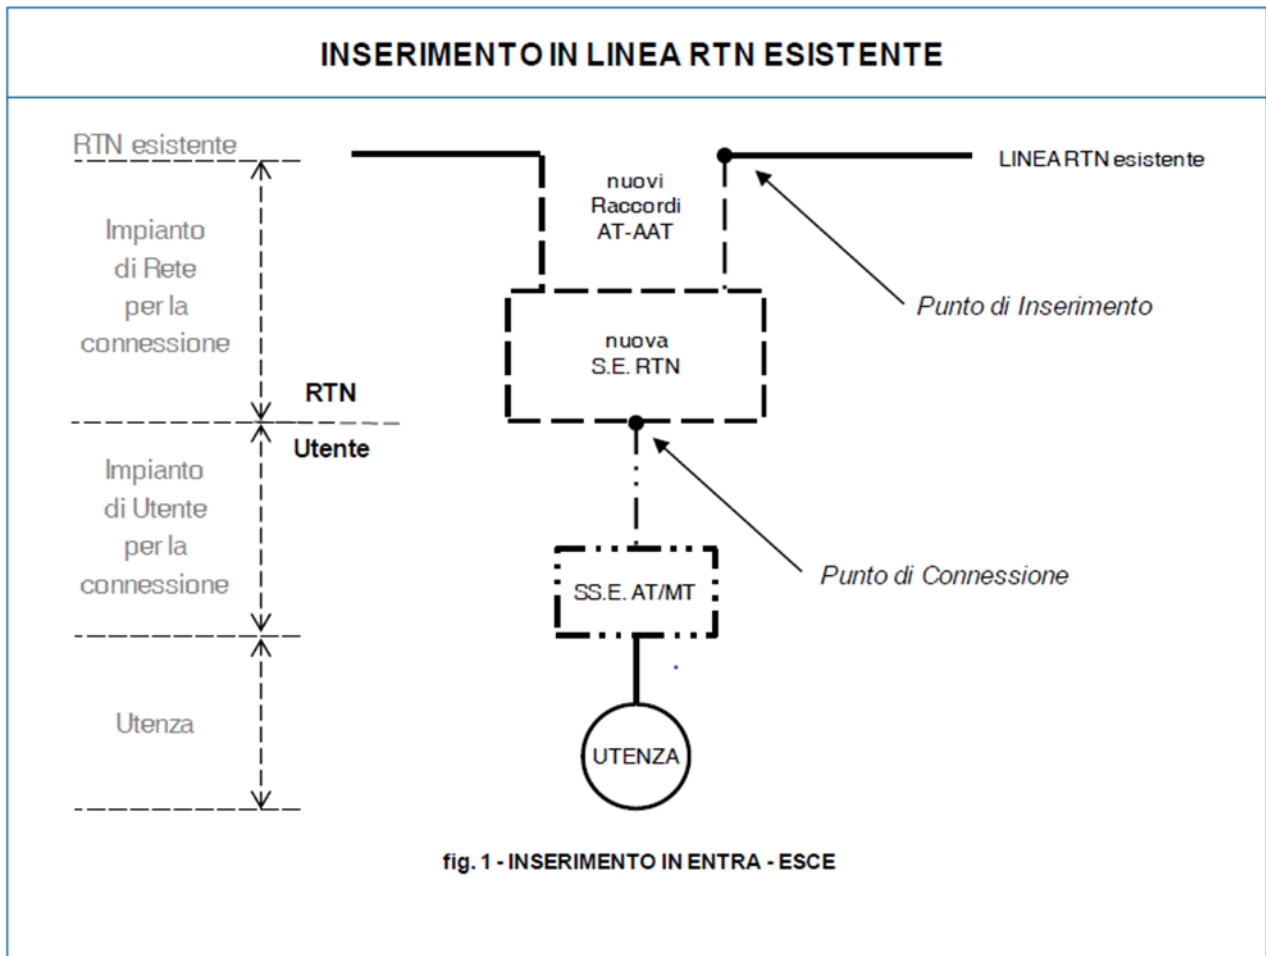 INSERIMENTO IN LINEA RTN ESISTENTE
RTN esistente
LINEA RTN esistente
nuovi
Raccordi
AT-AAT
Impianto
di Rete
per la
connessione
Punto di Inserimento
nuova
S.E. RTN
RTN
Utente
Impianto
di Utente
per la
connessione
Punto di Connessione
SS.E. AT/MT
Utenza
UTENZA
fig. 1 - INSERIMENTO IN ENTRA - ESCE